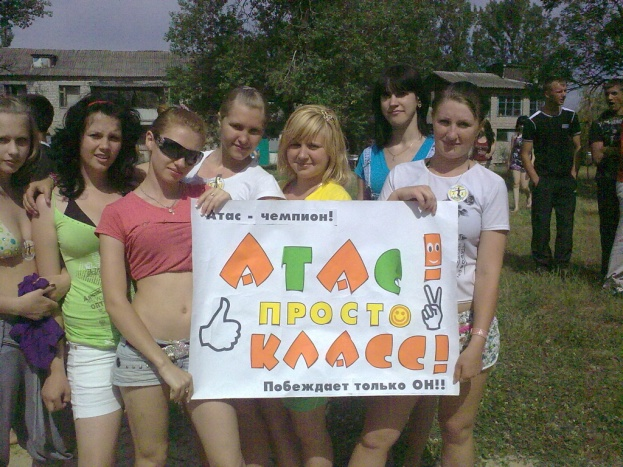 Атас - чемпион!
АТАС!
ПРОСТО
КЛАСС!
Побеждает только ОН!!